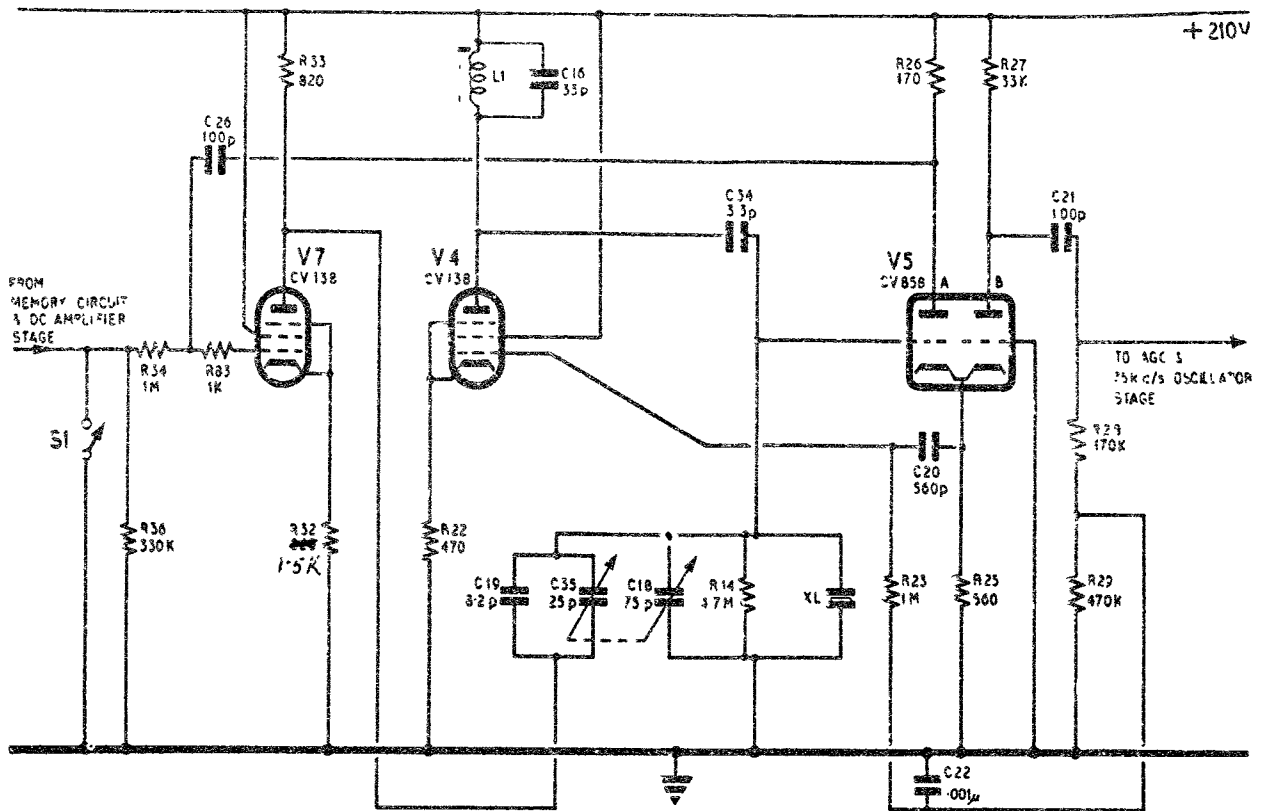 + 210V
R33
820
L1
C16
33p
R26
470
R27
33K
C26
100p
C34
3.3p
C21
100p
V7
CV138
V4
CV138
V5
CV858
A
B
FROM
MEMORY CIRCUIT
& DC AMPLIFIER
STAGE
R34
1M
R83
1K
S1
TO AGC &
OSCILLATOR
STAGE
C20
560p
470K
R36
330K
R32
1·5K
R22
470
C19
8·2p
C35
25p
C18
75p
R14
4·7M
XL
R23
1M
R25
560
R29
470K
C22
·001µ